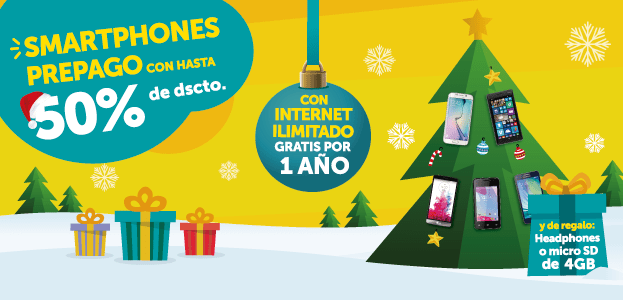 SMARTPHONES
PREPAGO CON HASTA
50% de dscto.
CON
INTERNET
ILIMITADO
GRATIS POR
1 AÑO
y de regalo:
Headphones
o micro SD
de 4GB